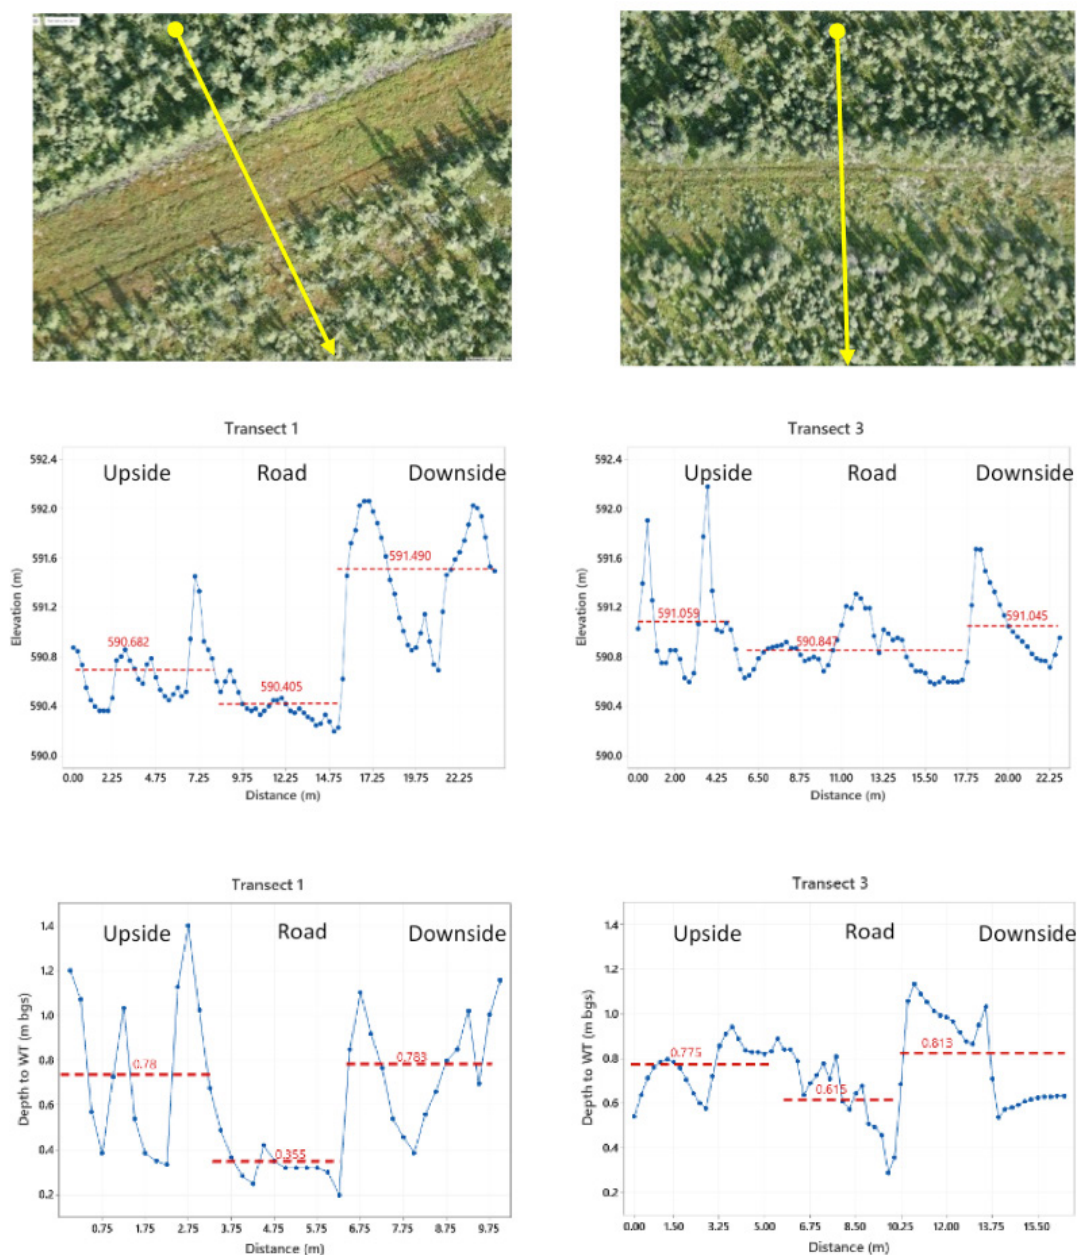 Transect 1
Upside Road Downside
592.4
592.0
591.6
591.2
590.8
590.4
590.0
Elevation (m)
590.682
590.405
591.490
0.00 2.25 4.75 7.25 9.75 12.25 14.75 17.25 19.75 22.25
Distance (m)
Transect 3
Upside Road Downside
592.4
592.0
591.6
591.2
590.8
590.4
590.0
Elevation (m)
591.059
590.847
591.045
0.00 2.00 4.25 6.50 8.75 11.00 13.25 15.50 17.75 20.00 22.25
Distance (m)
Transect 1
Upside Road Downside
1.4
1.2
1.0
0.8
0.6
0.4
0.2
Depth to WT (m bgs)
0.78
0.355
0.783
0.75 1.75 2.75 3.75 4.75 5.75 6.75 7.75 8.75 9.75
Distance (m)
Transect 3
Upside Road Downside
1.4
1.2
1.0
0.8
0.6
0.4
0.2
Depth to WT (m bgs)
0.775
0.615
0.813
0.00 1.50 3.25 5.00 6.75 8.50 10.25 12.00 13.75 15.50
Distance (m)